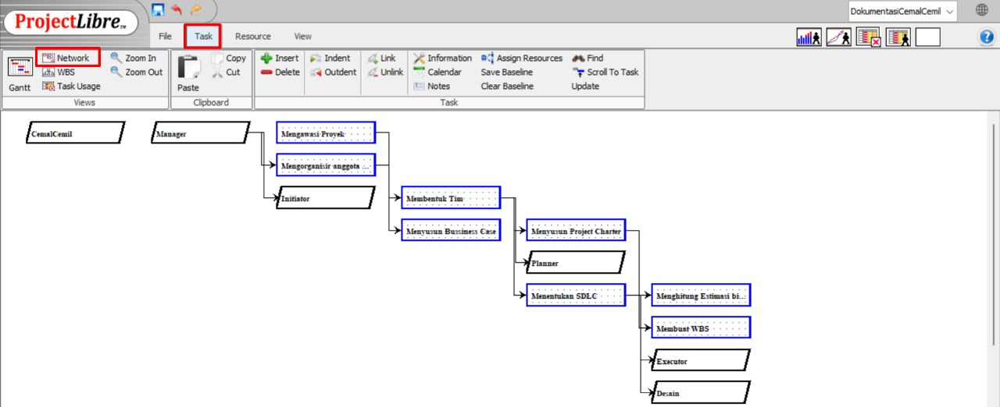 ProjectLibre™
DokumentasiCemalCemil
File Task Resource View
Network Zoom In Copy Insert Indent Link Information Assign Resources Find
WBS Zoom Out Cut Delete Outdent Unlink Calendar Save Baseline Scroll To Task
Gantt Task Usage Paste Notes Clear Baseline Update
Views Clipboard Task
CemalCemil Manager Mengawasi Proyek
Mengorganisir anggota ...
Initiator Membentuk Tim
Menyusun Bussiness Case Menyusun Project Charter
Planner
Menentukan SDLC Menghitung Estimasi bi...
Membuat WBS
Executor
Desain